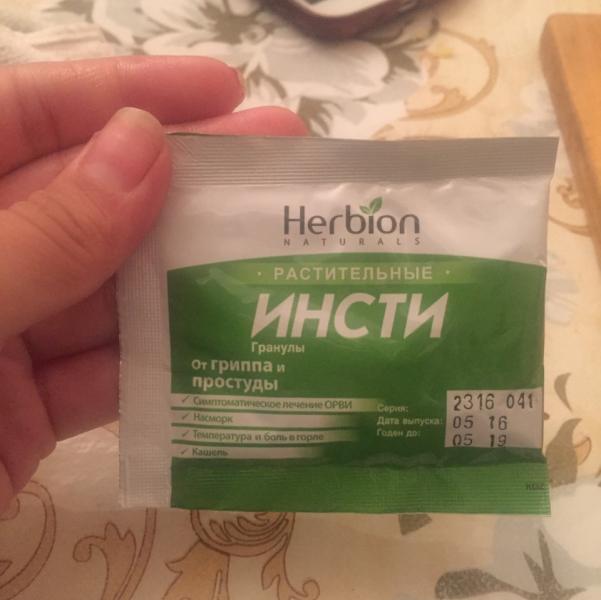 Herbion
NATURALS
· РАСТИТЕЛЬНЫЕ ·
ИНСТИ
Гранулы
От гриппа и
простуды
✓ Симптоматическое лечение ОРВИ
✓ Насморк
✓ Температура и боль в горле
✓ Кашель
Серия: 2316 041
Дата выпуска: 05 16
Годен до: 05 19